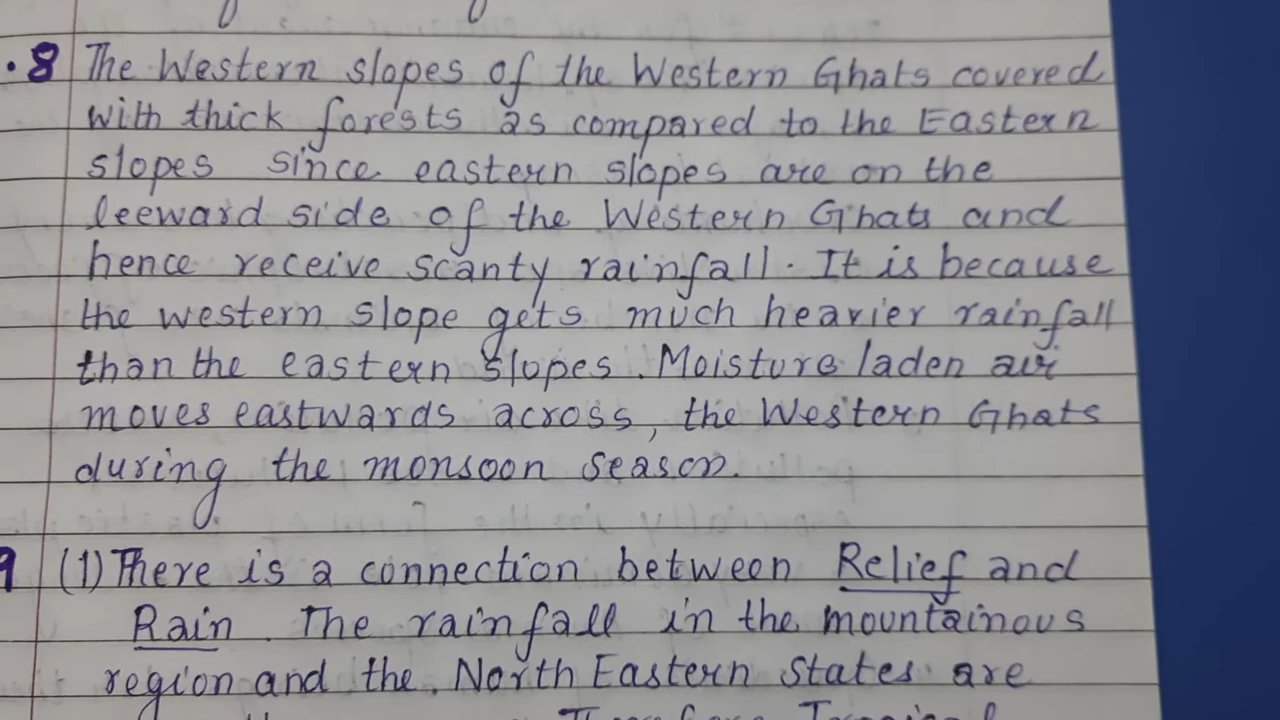 .8 The Western slopes of the Western Ghats covered
with thick forests as compared to the Eastern
slopes since eastern slopes are on the
leeward side of the Western Ghats and
hence receive scanty rainfall. It is because
the western slope gets much heavier rainfall
than the eastern slopes. Moisture laden air
moves eastwards across, the Western Ghats
during the monsoon season.
9 (1) There is a connection between Relief and
Rain. The rainfall in the mountainous
region and the. North Eastern States are